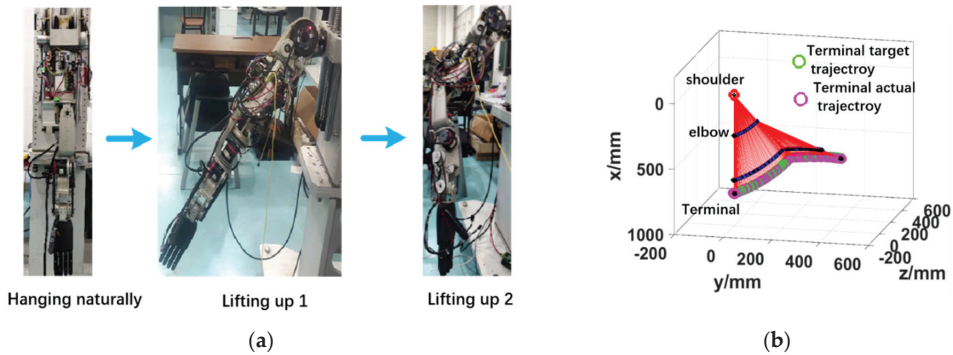 Hanging naturally
Lifting up 1
Lifting up 2
(a)
Terminal target
trajectroy
Terminal actual
trajectroy
shoulder
elbow
Terminal
x/mm
0
500
1000
-200
0
200
400
600
y/mm
-200
0
200
400
600
z/mm
(b)